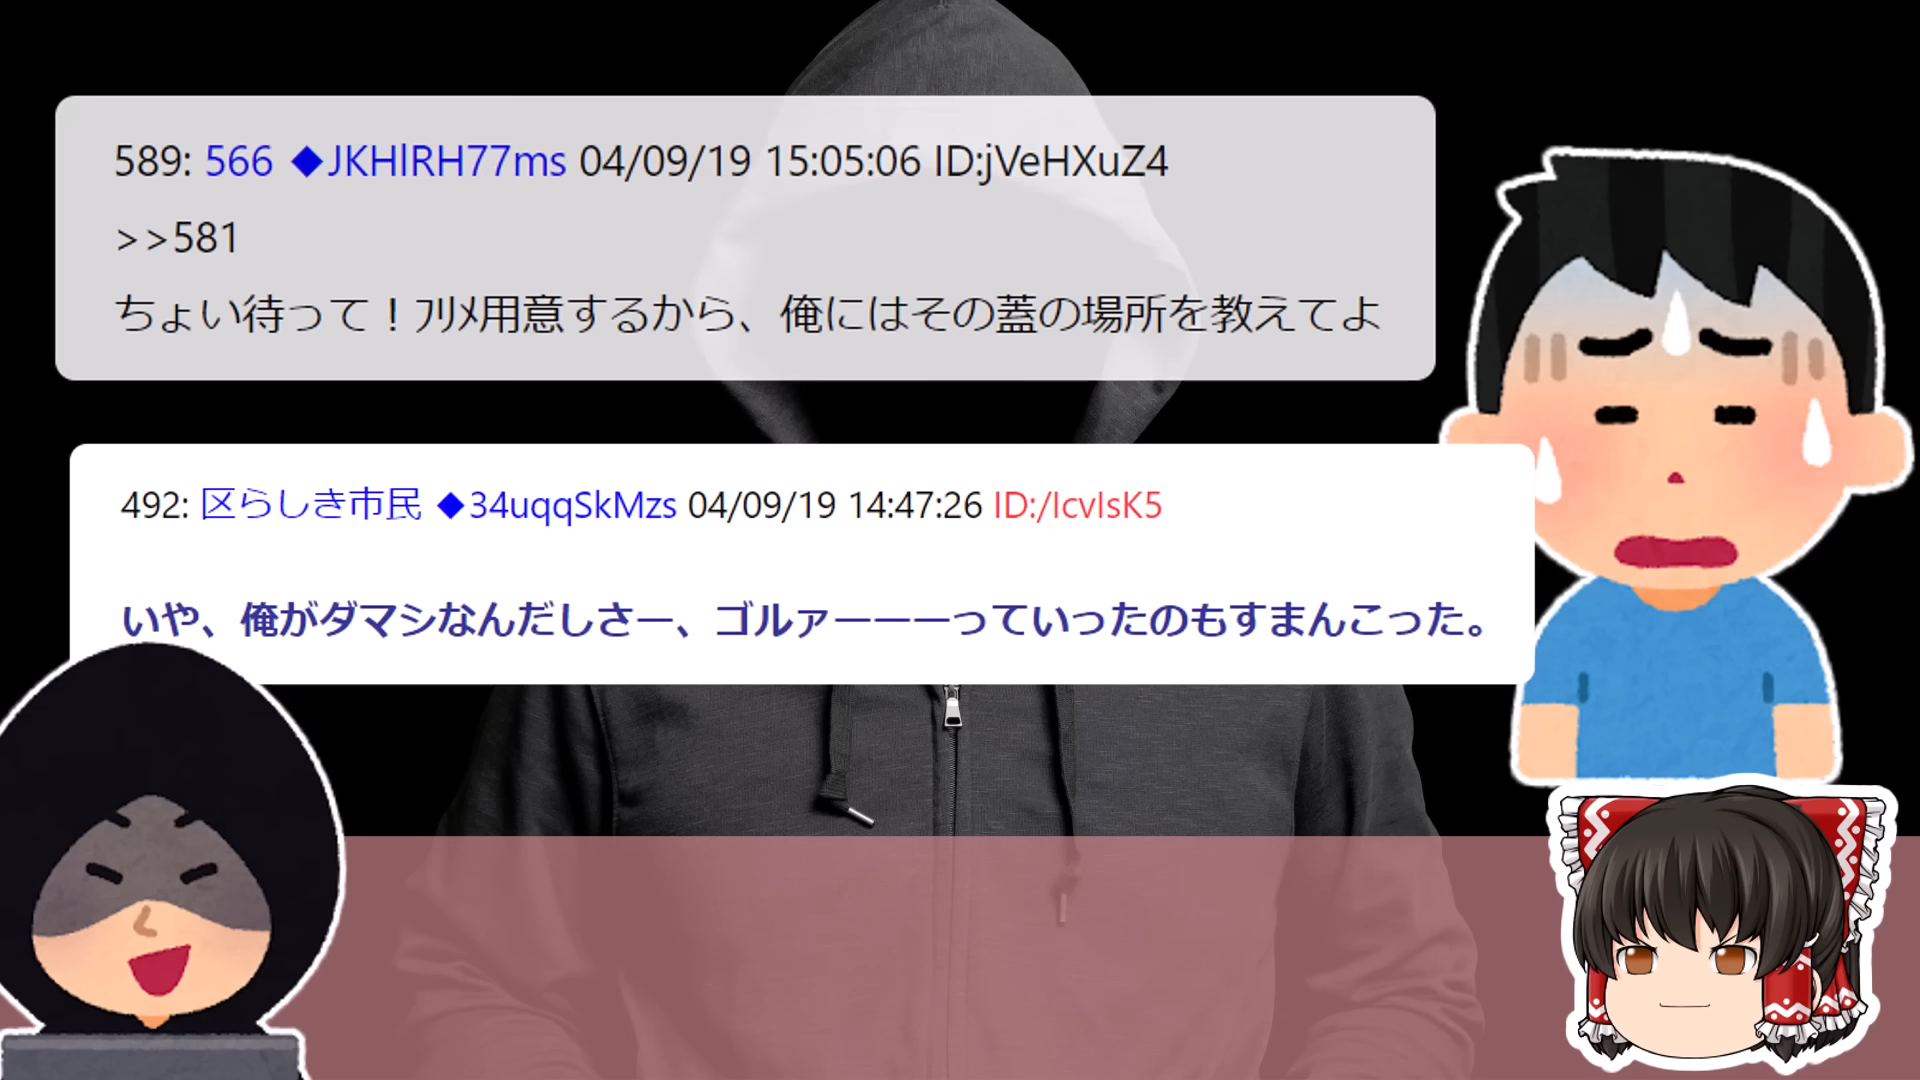 589: 566 ◆JKHlRH77ms 04/09/19 15:05:06 ID:jVeHXuZ4
>>581
ちょい待って！ﾌﾘﾒ用意するから、俺にはその蓋の場所を教えてよ
492: 区らしき市民 ◆34uqqSkMzs 04/09/19 14:47:26 ID:/IcvIsK5
いや、俺がダマシなんだしさー、ゴルァーーーっていったのもすまんこった。